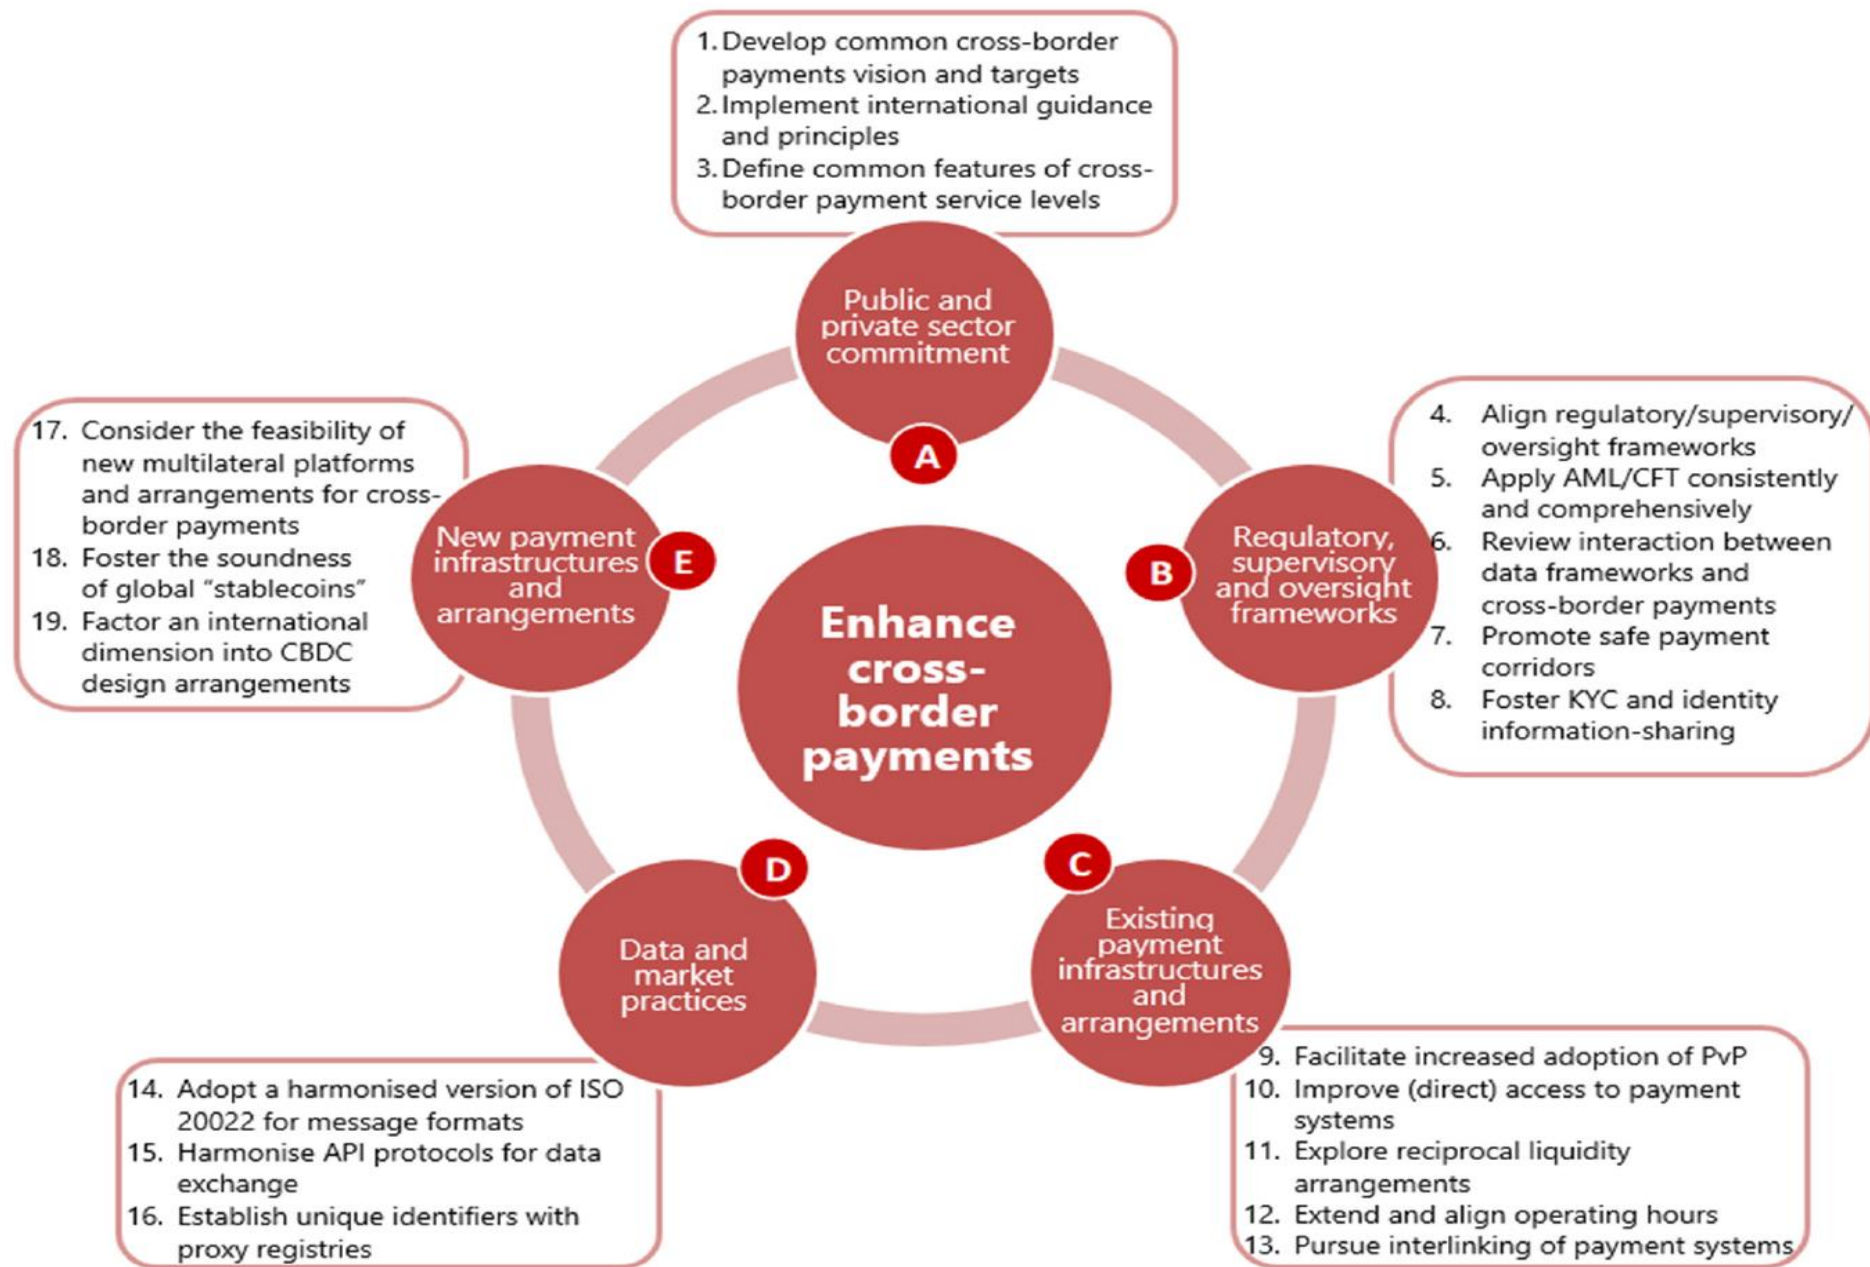 1. Develop common cross-border
payments vision and targets
2. Implement international guidance
and principles
3. Define common features of cross-
border payment service levels
Public and
private sector
commitment
A
17. Consider the feasibility of
new multilateral platforms
and arrangements for cross-
border payments
18. Foster the soundness
of global “stablecoins”
19. Factor an international
dimension into CBDC
design arrangements
New payment
infrastructures
and
arrangements
E
Enhance
cross-
border
payments
B
Regulatory,
supervisory
and oversight
frameworks
4. Align regulatory/supervisory/
oversight frameworks
5. Apply AML/CFT consistently
and comprehensively
6. Review interaction between
data frameworks and
cross-border payments
7. Promote safe payment
corridors
8. Foster KYC and identity
information-sharing
D
Data and
market
practices
14. Adopt a harmonised version of ISO
20022 for message formats
15. Harmonise API protocols for data
exchange
16. Establish unique identifiers with
proxy registries
C
Existing
payment
infrastructures
and
arrangements
9. Facilitate increased adoption of PvP
10. Improve (direct) access to payment
systems
11. Explore reciprocal liquidity
arrangements
12. Extend and align operating hours
13. Pursue interlinking of payment systems